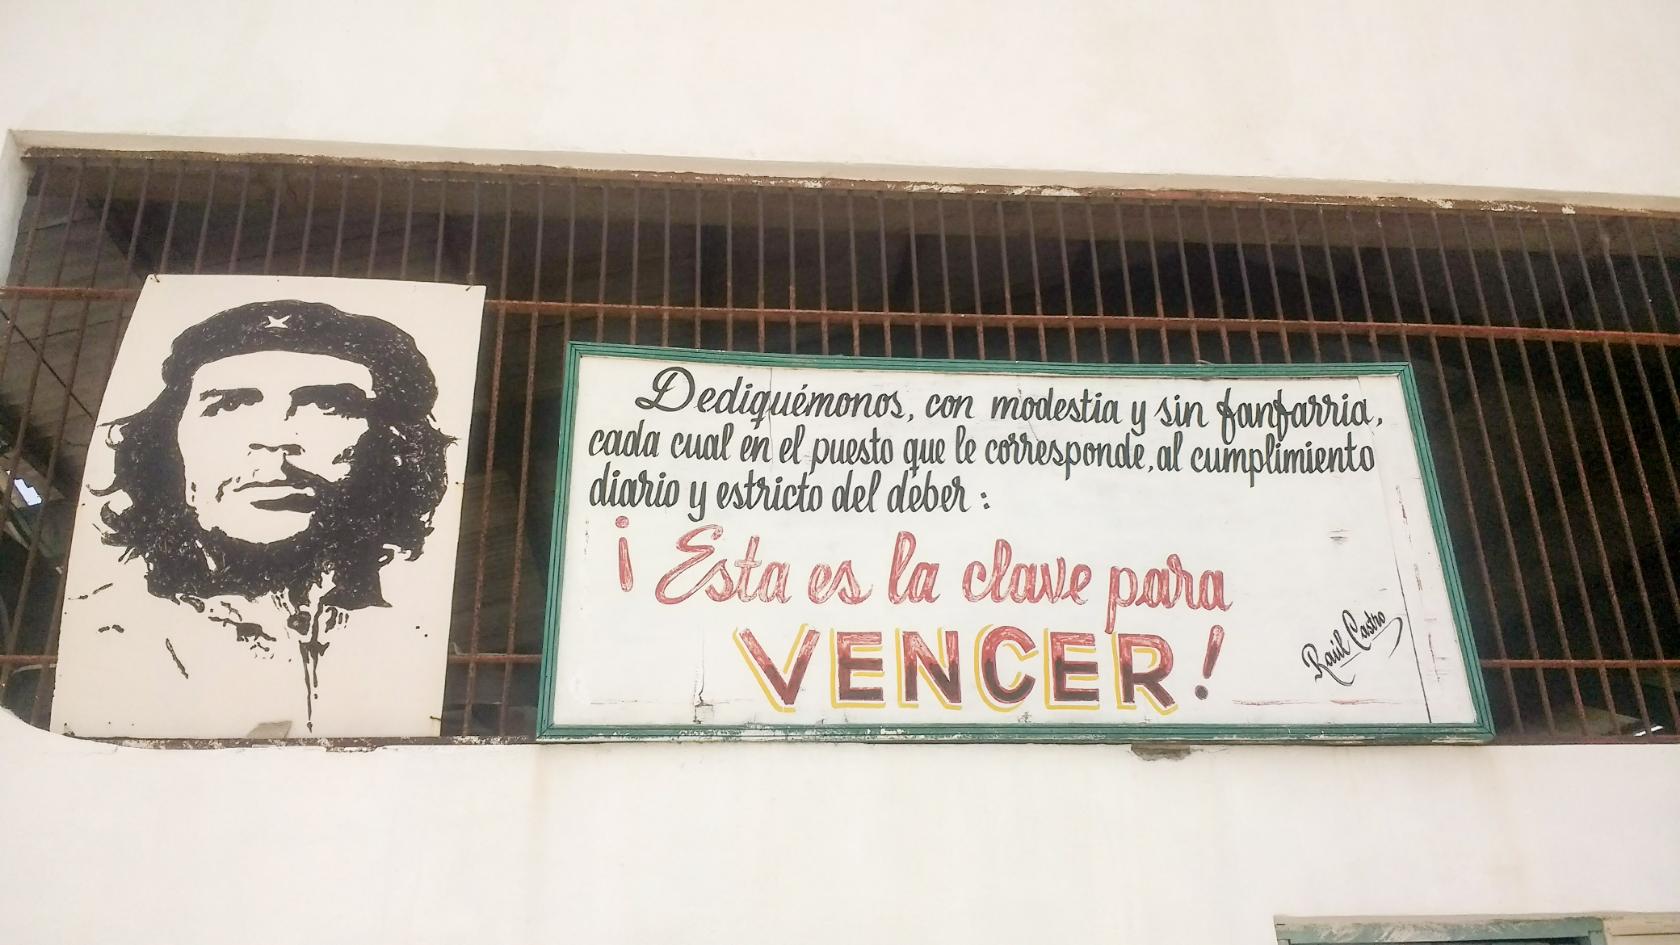 Dediquémonos, con modestia y sin fanfarria,
cada cual en el puesto que le corresponde, al cumplimiento
diario y estricto del deber :
¡Esta es la clave para
VENCER!
Raúl Castro